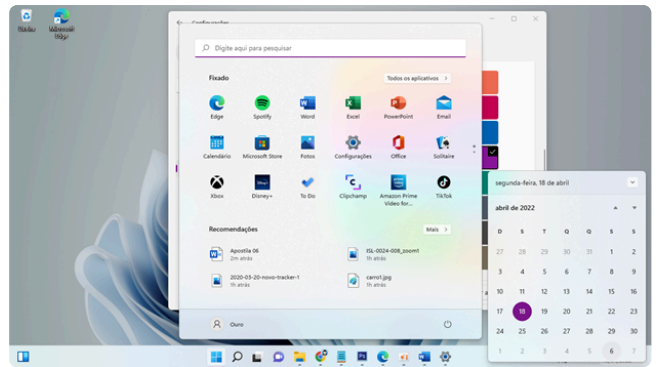 Microsoft
Edge
Configurações
Digite aqui para pesquisar
Fixado
Todos os aplicativos >
Edge
Spotify
Word
Excel
PowerPoint
Email
Calendário
Microsoft Store
Fotos
Configurações
Office
Solitaire
Xbox
Disney+
To Do
Clipchamp
Amazon Prime
Video for...
TikTok
Recomendações
Mais >
Apostila 06
2m atrás
ISL-0024-008_zoom1
1h atrás
2020-03-20-novo-tracker-1
1h atrás
carro1.jpg
1h atrás
Ouro
segunda-feira, 18 de abril
abril de 2022
D S T Q Q S S
27 28 29 30 31 1 2
3 4 5 6 7 8 9
10 11 12 13 14 15 16
17 18 19 20 21 22 23
24 25 26 27 28 29 30
1 2 3 4 5 6 7